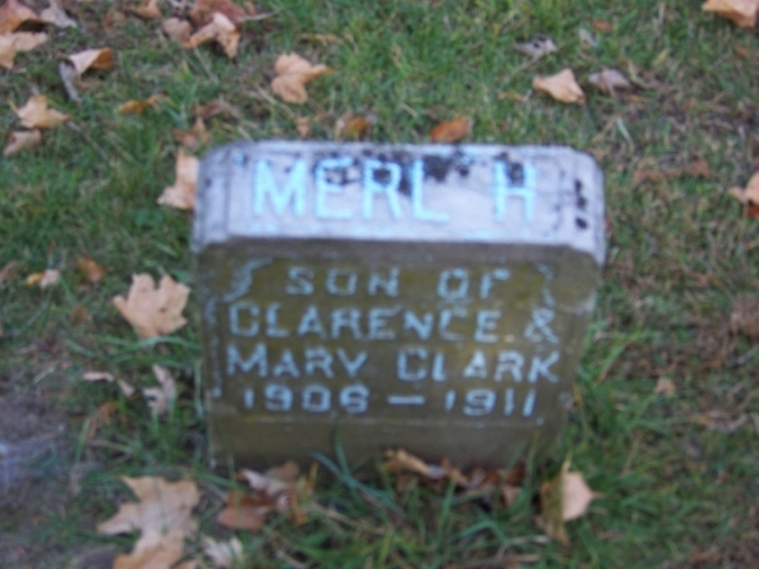 MERL H
SON OF
CLARENCE &
MARY CLARK
1906 — 1911